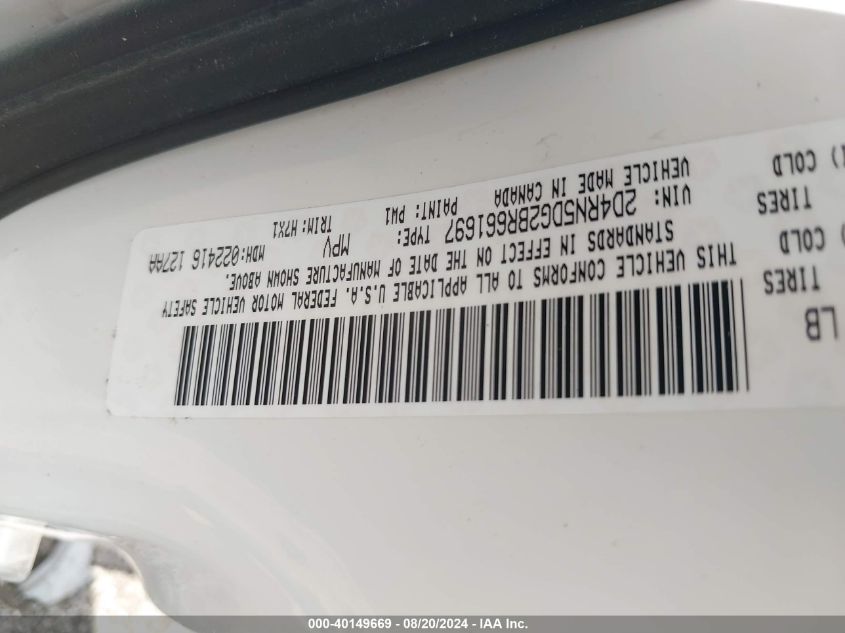 LB
TIRES ) COLD
TIRES I) COLD
THIS VEHICLE CONFORMS TO ALL APPLICABLE U.S.A. FEDERAL MOTOR VEHICLE SAFETY
STANDARDS IN EFFECT ON THE DATE OF MANUFACTURE SHOWN ABOVE.
VIN: 2D4RN5DG2BR661697 TYPE: MPV MDH:022416 127AA
VEHICLE MADE IN CANADA PAINT: PW1 TRIM:H7X1
000-40149669 - 08/20/2024 - IAA Inc.